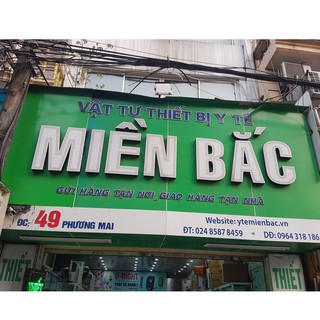 VẬT TƯ THIẾT BỊ Y TẾ
MIỀN BẮC
GỬI HÀNG TẬN NƠI, GIAO HÀNG TẬN NHÀ
ĐC: 49 PHƯƠNG MAI
Website: ytemienbac.vn
ĐT: 024 8587 8459 - DĐ: 0964 318 186
THIẾT
THIẾT